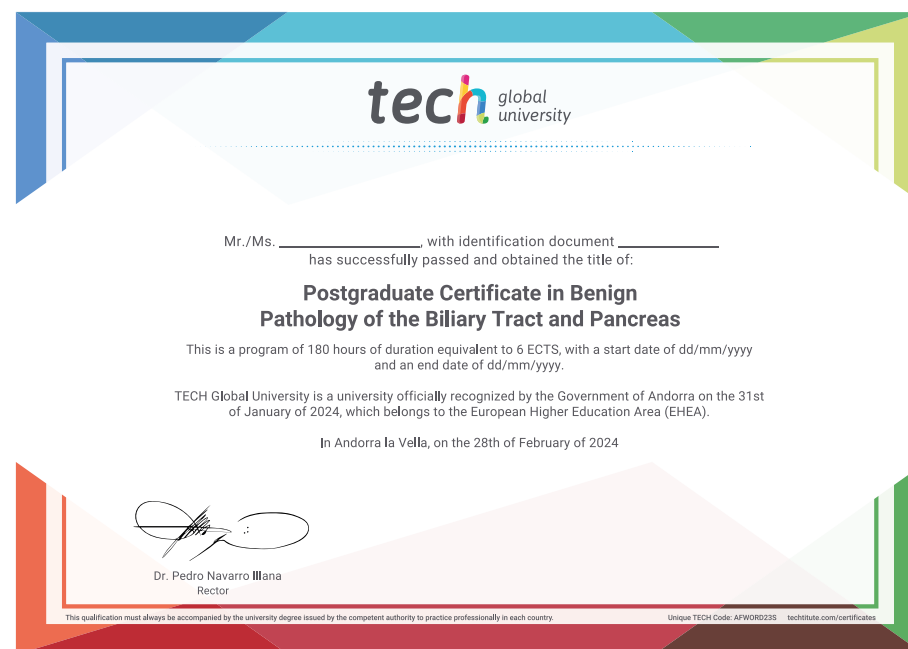 tech global university
Mr./Ms. ____________________, with identification document ______________
has successfully passed and obtained the title of:
Postgraduate Certificate in Benign
Pathology of the Biliary Tract and Pancreas
This is a program of 180 hours of duration equivalent to 6 ECTS, with a start date of dd/mm/yyyy
and an end date of dd/mm/yyyy.
TECH Global University is a university officially recognized by the Government of Andorra on the 31st
of January of 2024, which belongs to the European Higher Education Area (EHEA).
In Andorra la Vella, on the 28th of February of 2024
Dr. Pedro Navarro Illana
Rector
This qualification must always be accompanied by the university degree issued by the competent authority to practice professionally in each country. Unique TECH Code: AFWORD23S techtitute.com/certificates